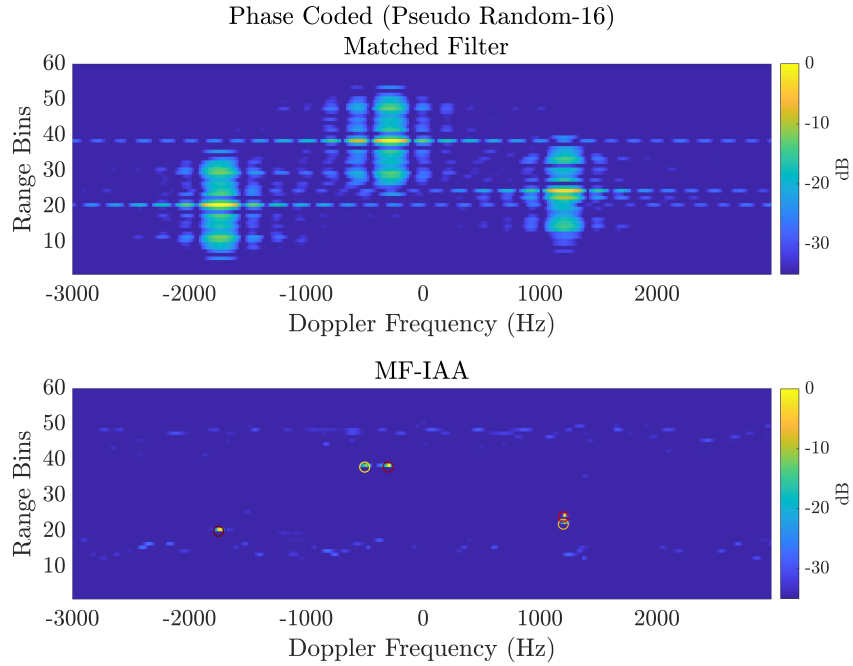 Phase Coded (Pseudo Random-16)
Matched Filter
60
50
40
30
20
10
Range Bins
-3000 -2000 -1000 0 1000 2000
Doppler Frequency (Hz)
0
-10
-20
-30
dB
MF-IAA
60
50
40
30
20
10
Range Bins
-3000 -2000 -1000 0 1000 2000
Doppler Frequency (Hz)
0
-10
-20
-30
dB